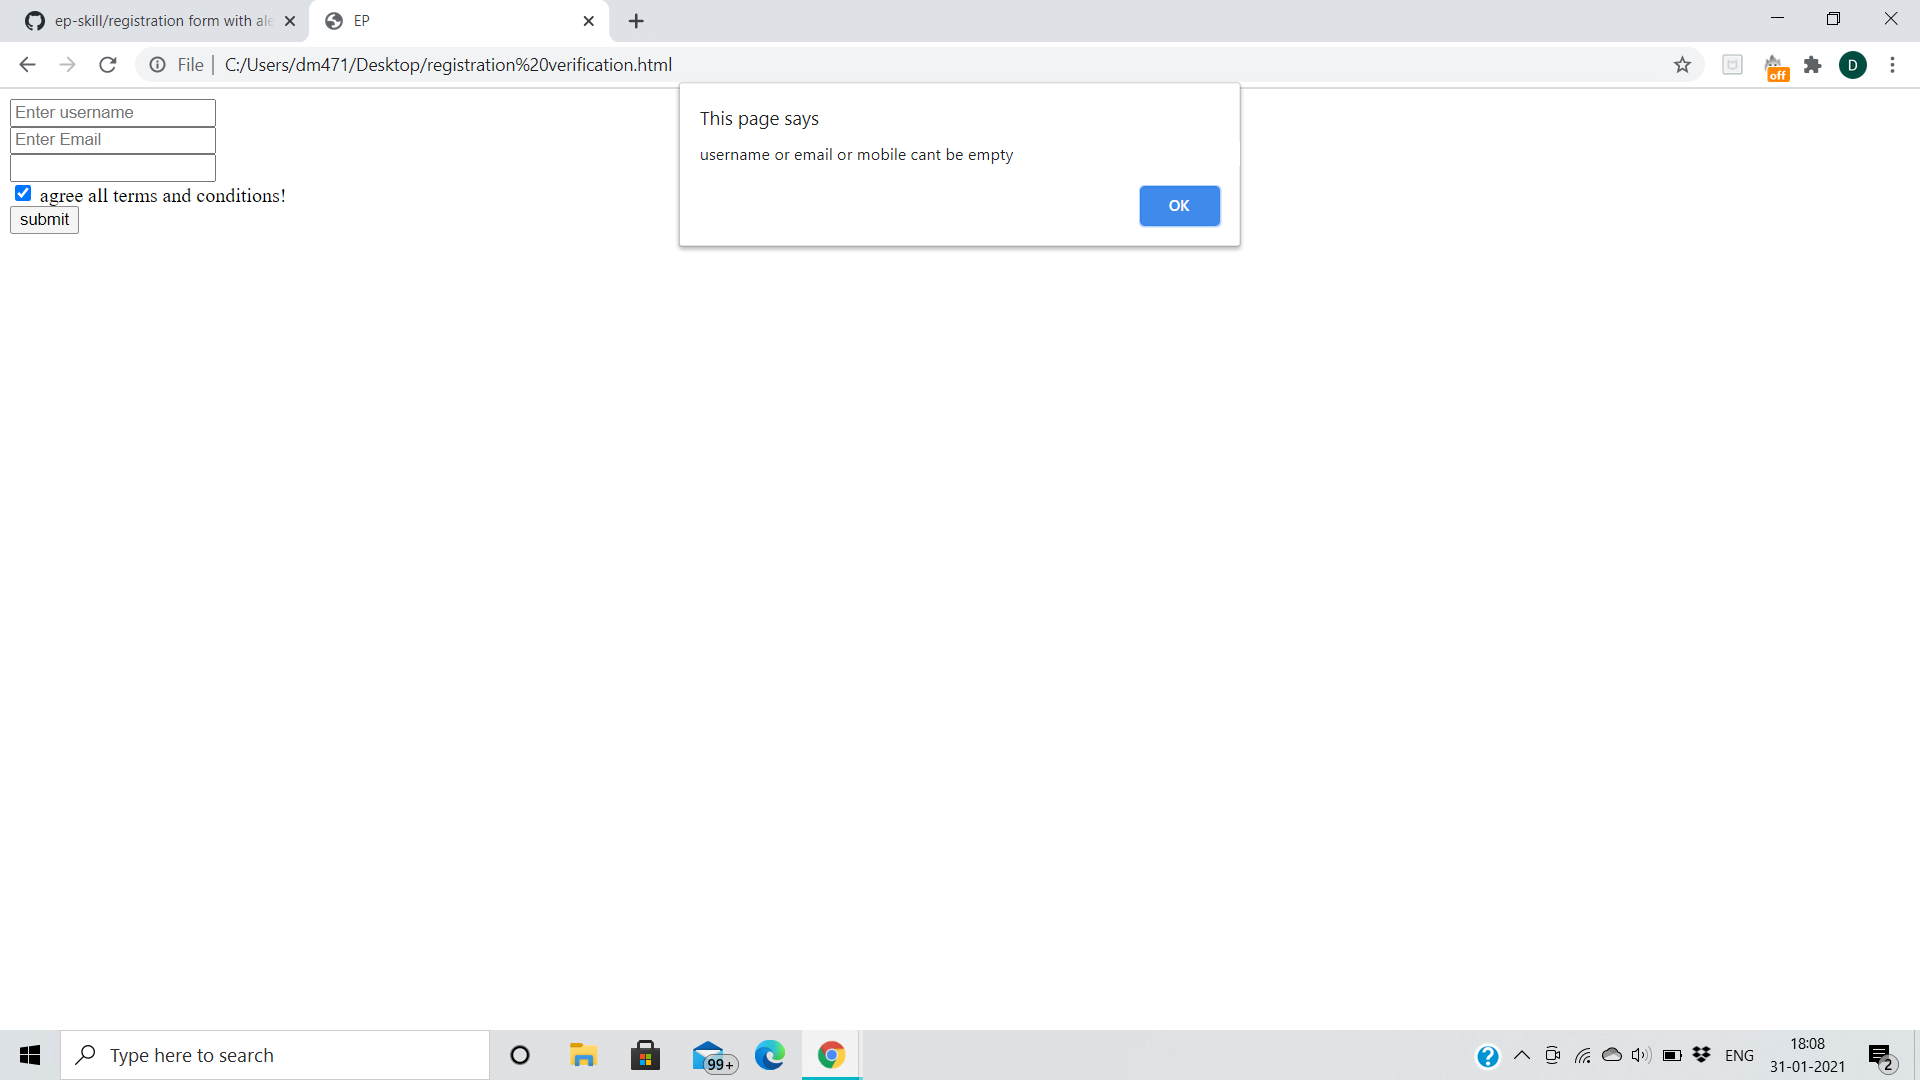 ep-skill/registration form with ale
EP
File
C:/Users/dm471/Desktop/registration%20verification.html
off
D
Enter username
Enter Email
agree all terms and conditions!
submit
This page says
username or email or mobile cant be empty
OK
Type here to search
99+
ENG
18:08
31-01-2021
2